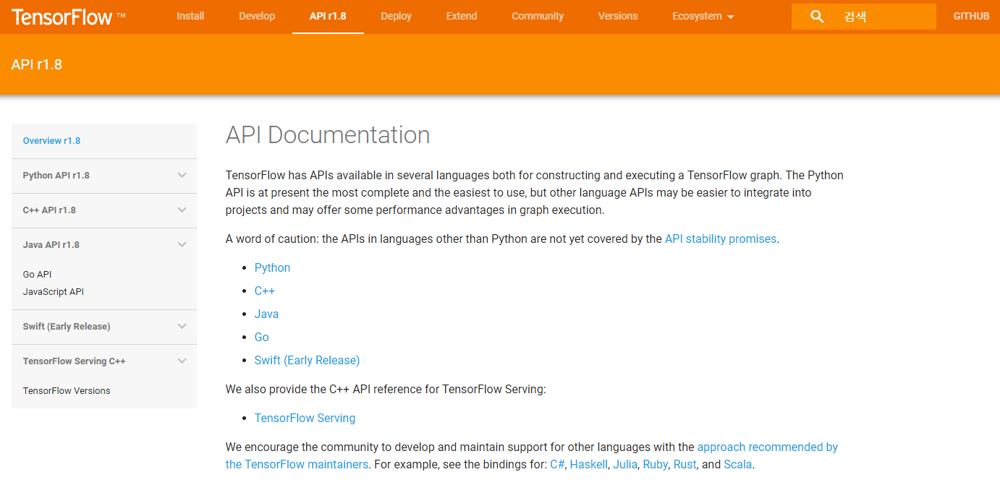 TensorFlow ™ Install Develop API r1.8 Deploy Extend Community Versions Ecosystem 검색 GITHUB
API r1.8
Overview r1.8
Python API r1.8
C++ API r1.8
Java API r1.8
Go API
JavaScript API
Swift (Early Release)
TensorFlow Serving C++
TensorFlow Versions
API Documentation
TensorFlow has APIs available in several languages both for constructing and executing a TensorFlow graph. The Python
API is at present the most complete and the easiest to use, but other language APIs may be easier to integrate into
projects and may offer some performance advantages in graph execution.
A word of caution: the APIs in languages other than Python are not yet covered by the API stability promises.
• Python
• C++
• Java
• Go
• Swift (Early Release)
We also provide the C++ API reference for TensorFlow Serving:
• TensorFlow Serving
We encourage the community to develop and maintain support for other languages with the approach recommended by
the TensorFlow maintainers. For example, see the bindings for: C#, Haskell, Julia, Ruby, Rust, and Scala.